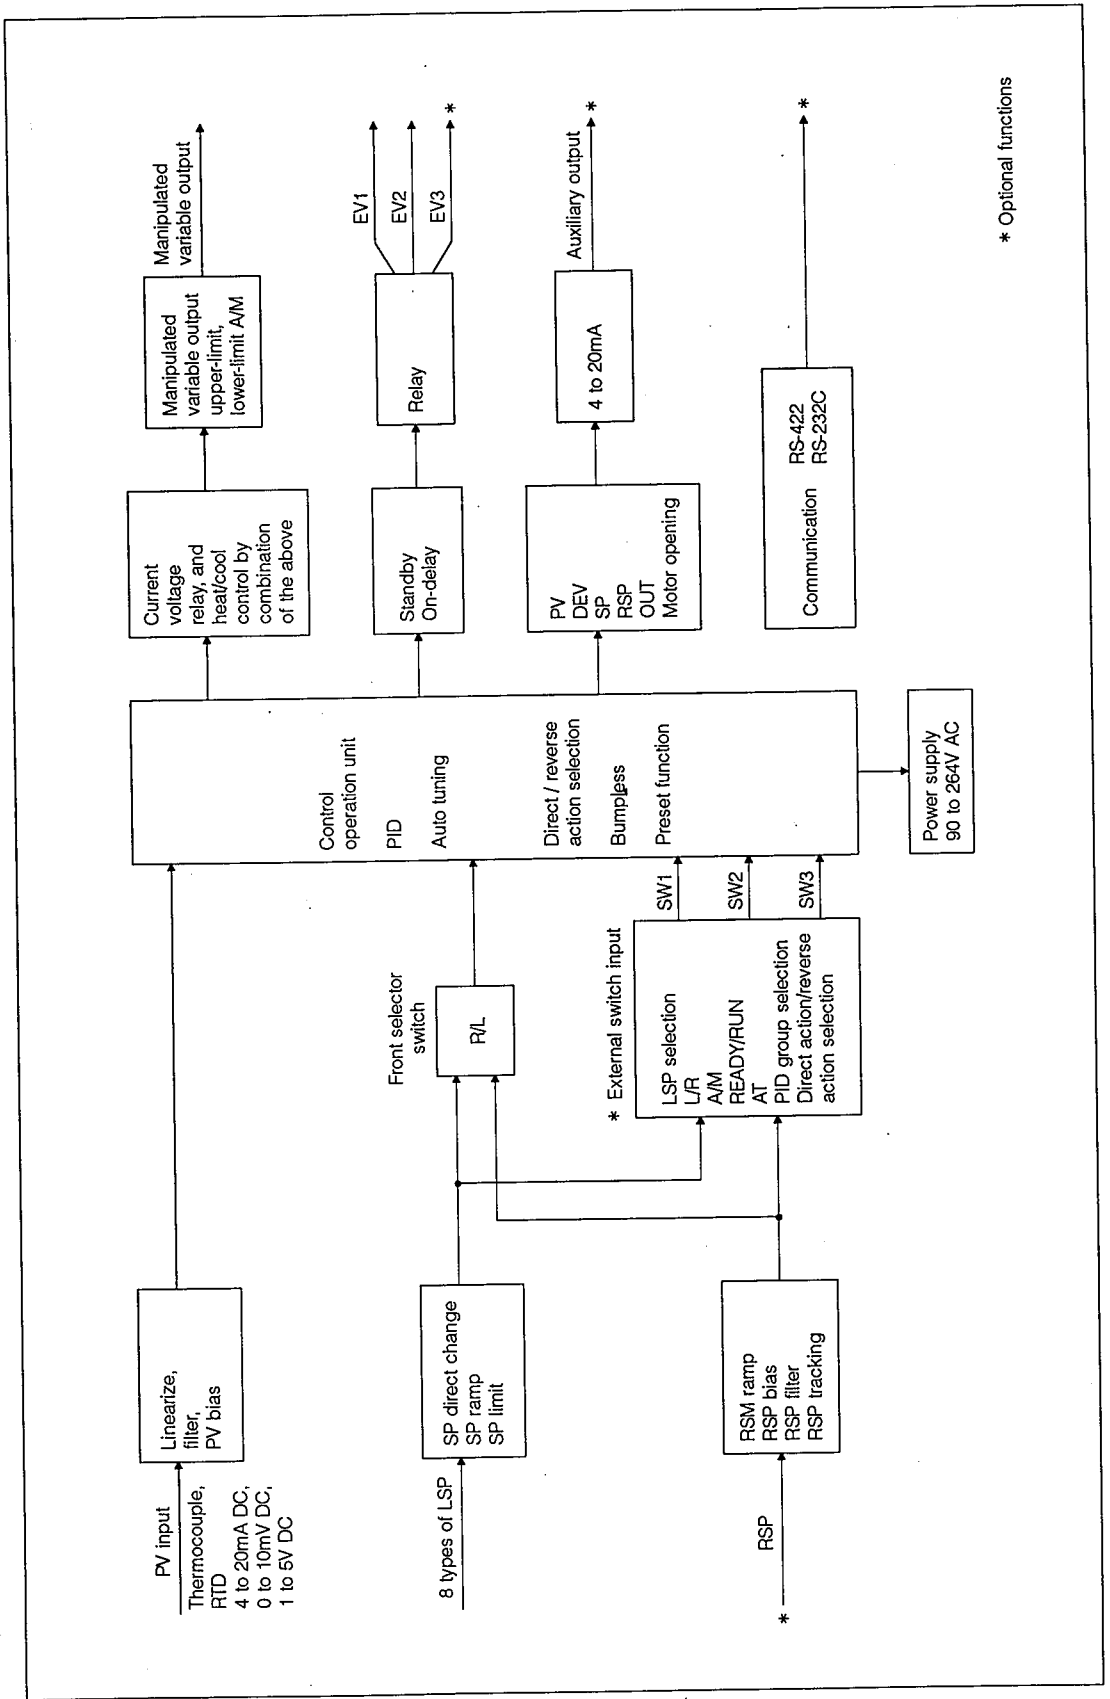 PV input
Thermocouple,
RTD
4 to 20mA DC,
0 to 10mV DC,
1 to 5V DC
Linearize,
filter,
PV bias
8 types of LSP
SP direct change
SP ramp
SP limit
*
RSP
RSM ramp
RSP bias
RSP filter
RSP tracking
Front selector
switch
R/L
* External switch input
LSP selection
L/R
A/M
READY/RUN
AT
PID group selection
Direct action/reverse
action selection
SW1
SW2
SW3
Control
operation unit
PID
Auto tuning
Direct / reverse
action selection
Bumpless
Preset function
Power supply
90 to 264V AC
Current
voltage
relay, and
heat/cool
control by
combination
of the above
Manipulated
variable output
upper-limit,
lower-limit A/M
Manipulated
variable output
Standby
On-delay
Relay
EV1
EV2
EV3
*
PV
DEV
SP
RSP
OUT
Motor opening
4 to 20mA
Auxiliary output
*
Communication RS-422
RS-232C
*
* Optional functions